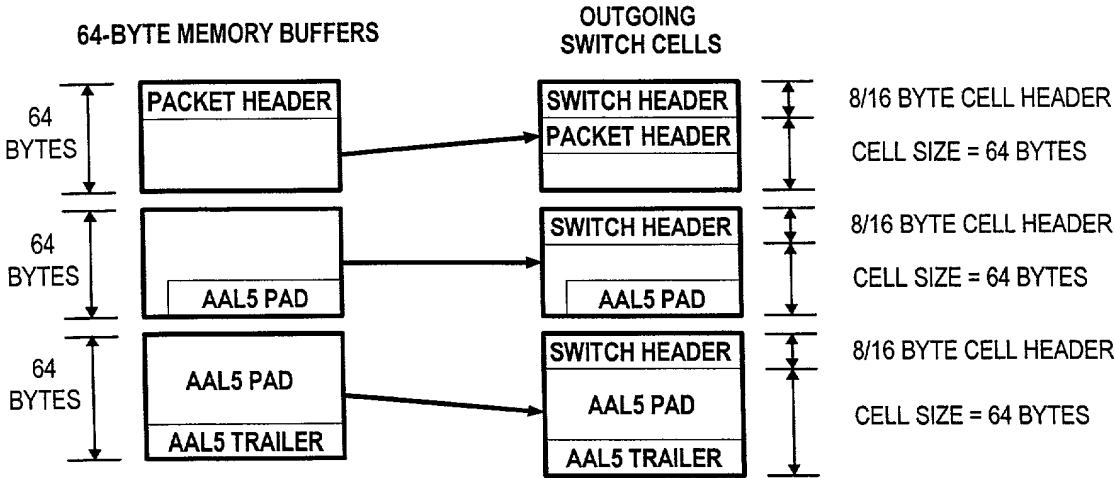 64-BYTE MEMORY BUFFERS
OUTGOING
SWITCH CELLS
64
BYTES
PACKET HEADER
SWITCH HEADER
PACKET HEADER
8/16 BYTE CELL HEADER
CELL SIZE = 64 BYTES
64
BYTES
AAL5 PAD
SWITCH HEADER
AAL5 PAD
8/16 BYTE CELL HEADER
CELL SIZE = 64 BYTES
64
BYTES
AAL5 PAD
AAL5 TRAILER
SWITCH HEADER
AAL5 PAD
AAL5 TRAILER
8/16 BYTE CELL HEADER
CELL SIZE = 64 BYTES